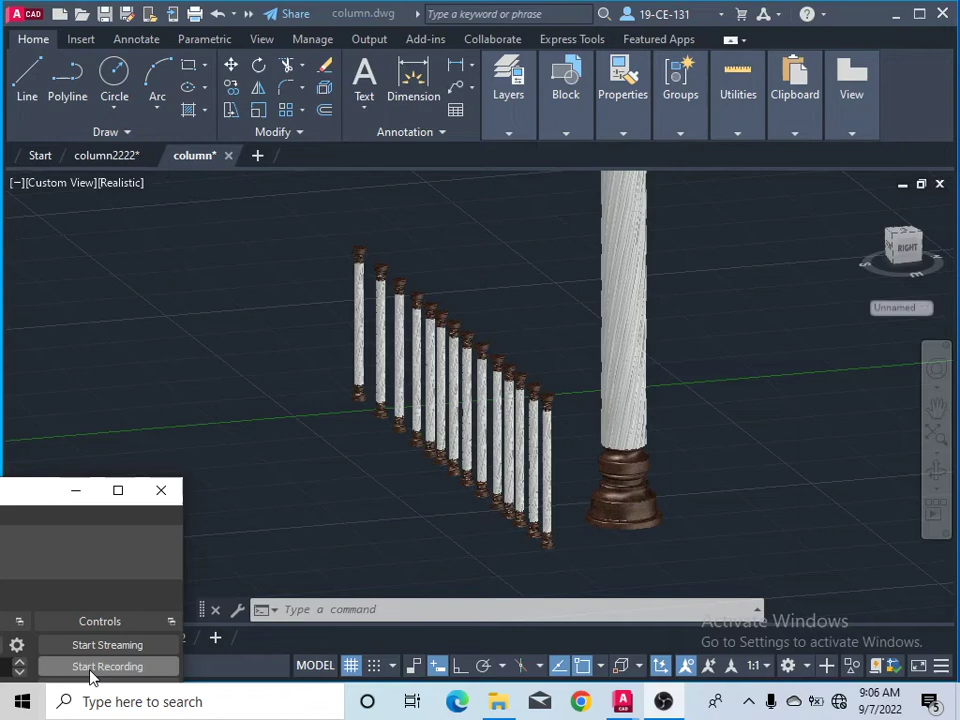 CAD
Share
column.dwg
Type a keyword or phrase
19-CE-131
Home
Insert
Annotate
Parametric
View
Manage
Output
Add-ins
Collaborate
Express Tools
Featured Apps
Line
Polyline
Circle
Arc
Text
Dimension
Layers
Block
Properties
Groups
Utilities
Clipboard
View
Draw
Modify
Annotation
Start
column2222*
column*
[−][Custom View][Realistic]
RIGHT
S
E
Unnamed
Type a command
Activate Windows
Go to Settings to activate Windows.
Controls
Start Streaming
Start Recording
2
MODEL
1:1
Type here to search
9:06 AM
9/7/2022
5